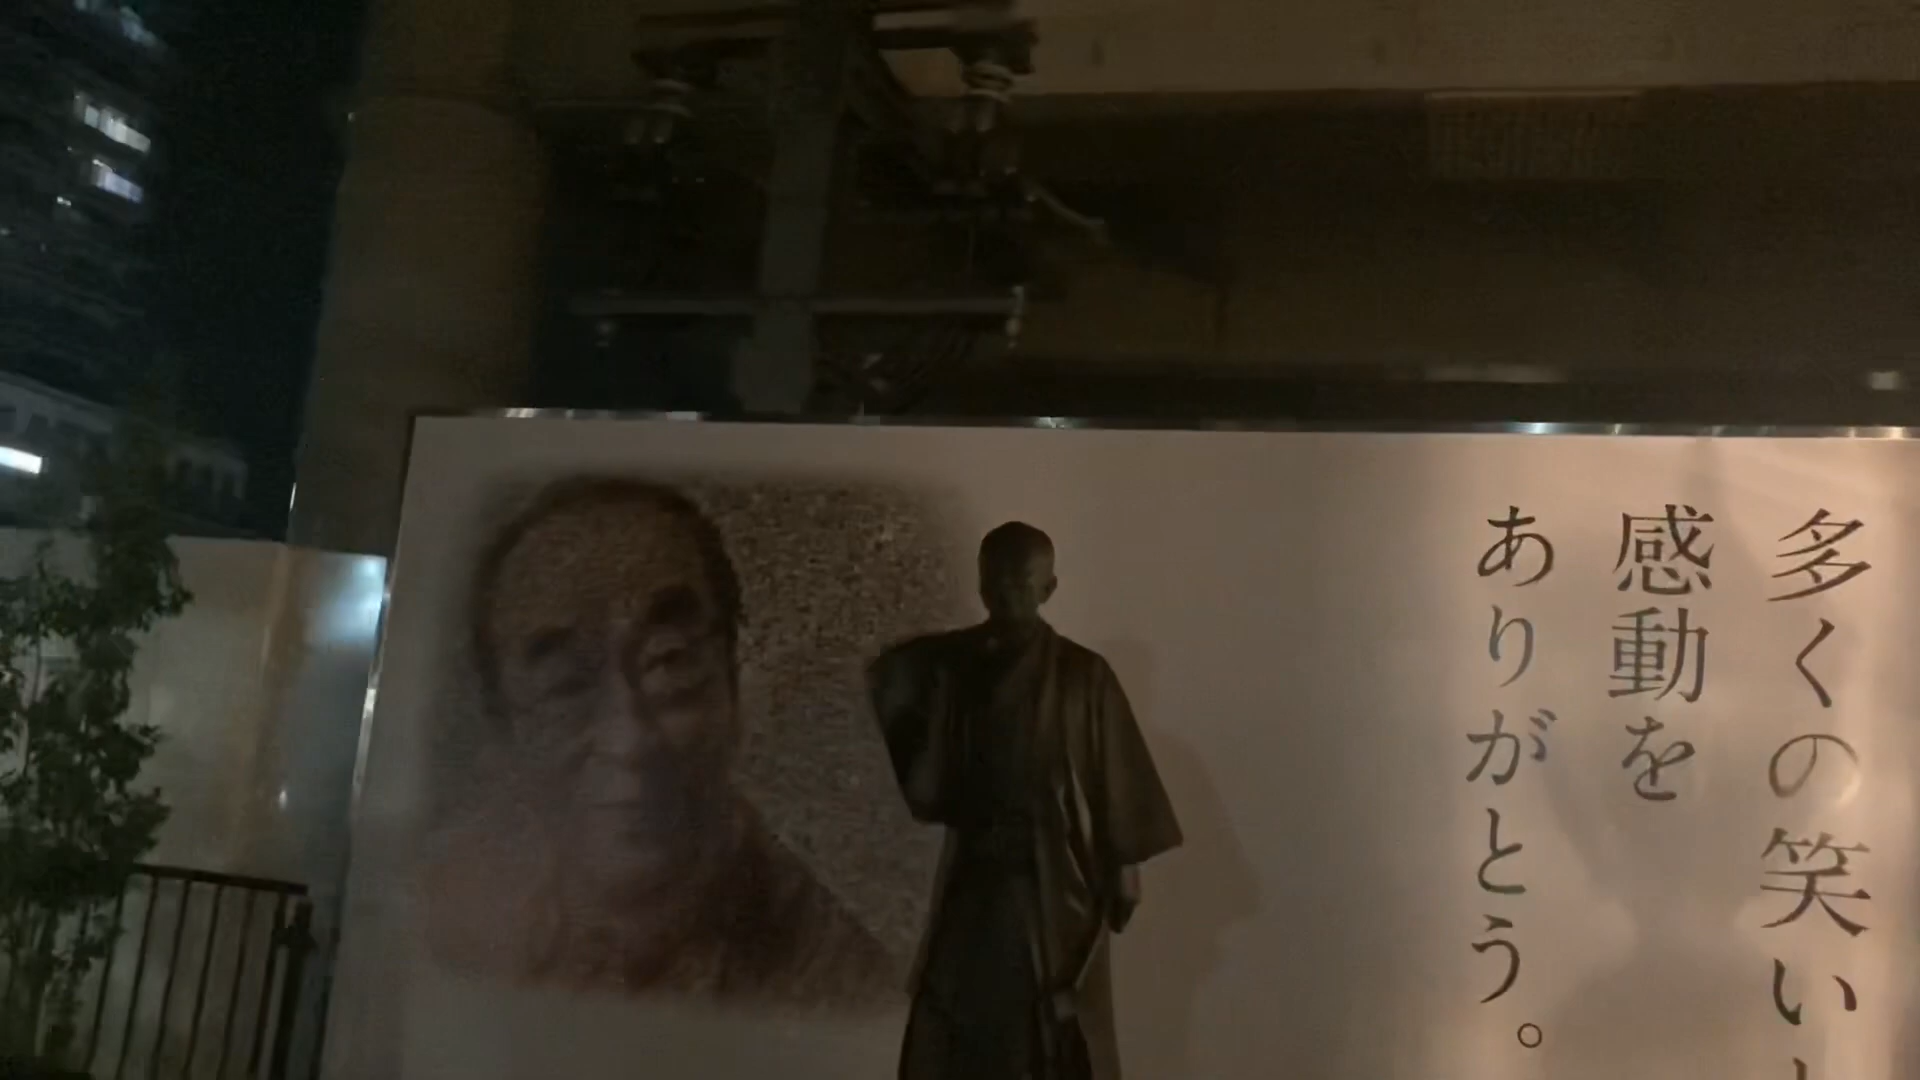 多くの笑い
感動を
ありがとう。